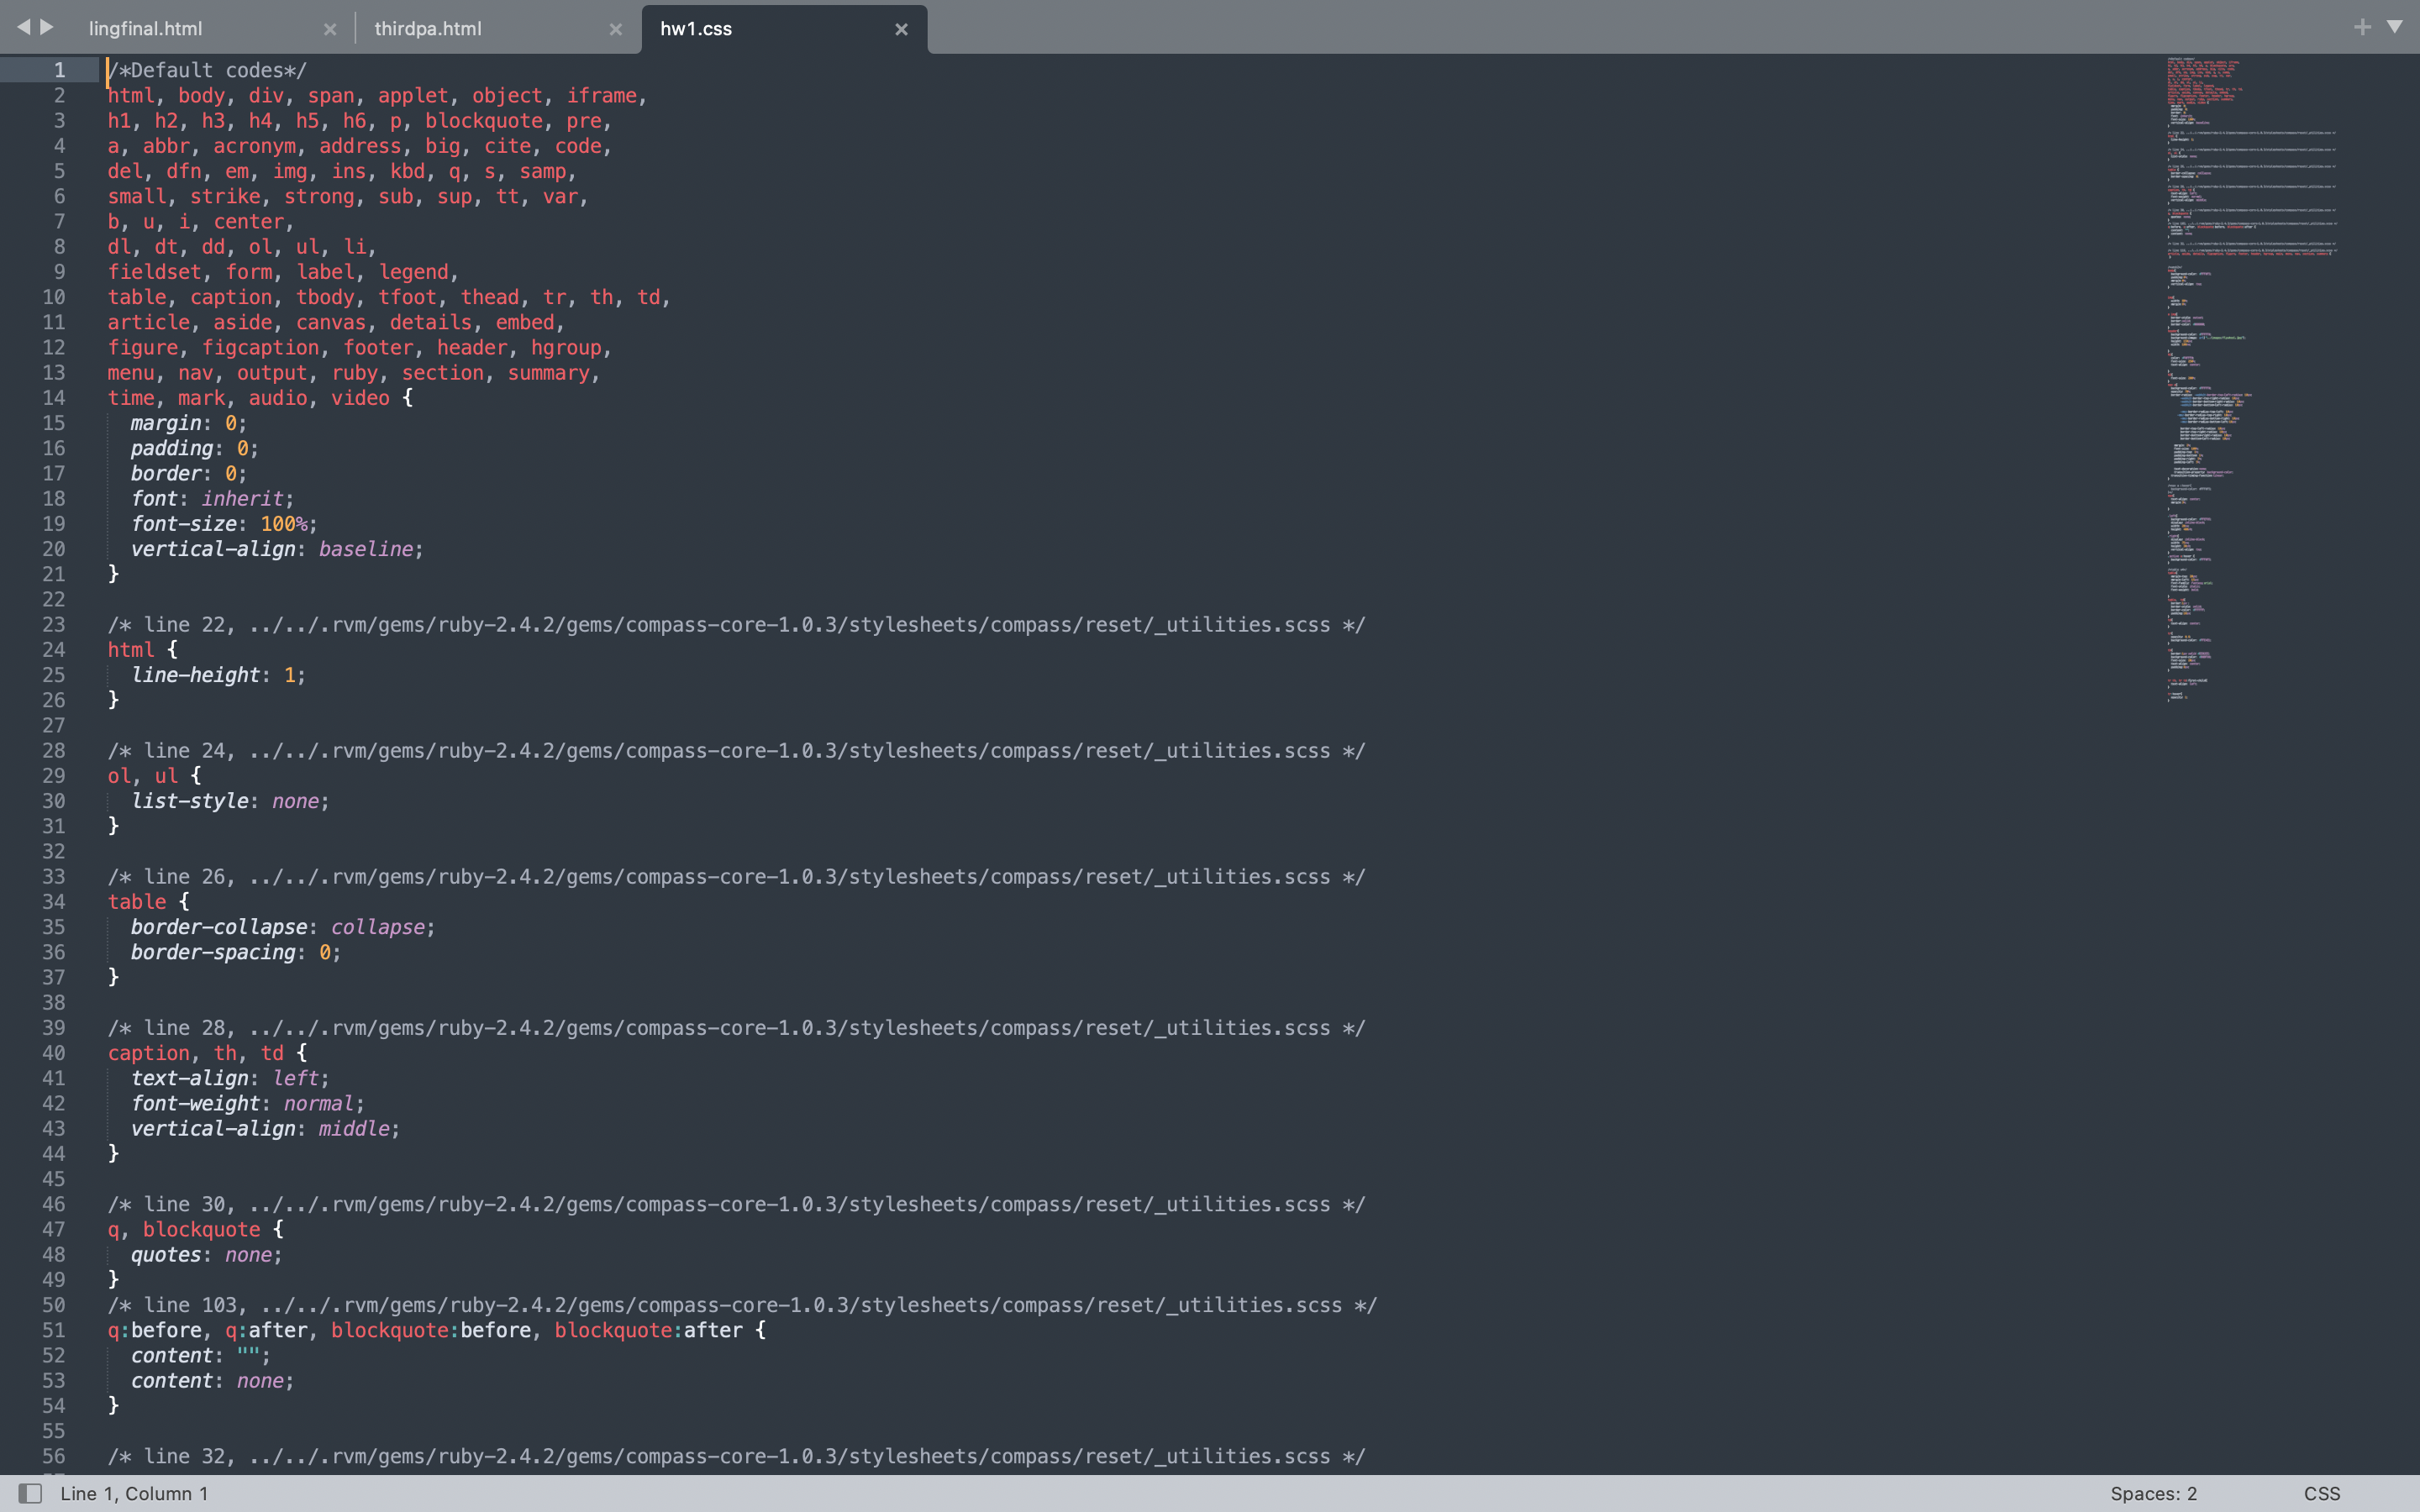 lingfinal.html
thirdpa.html
hw1.css
1 /*Default codes*/
2 html, body, div, span, applet, object, iframe,
3 h1, h2, h3, h4, h5, h6, p, blockquote, pre,
4 a, abbr, acronym, address, big, cite, code,
5 del, dfn, em, img, ins, kbd, q, s, samp,
6 small, strike, strong, sub, sup, tt, var,
7 b, u, i, center,
8 dl, dt, dd, ol, ul, li,
9 fieldset, form, label, legend,
10 table, caption, tbody, tfoot, thead, tr, th, td,
11 article, aside, canvas, details, embed,
12 figure, figcaption, footer, header, hgroup,
13 menu, nav, output, ruby, section, summary,
14 time, mark, audio, video {
15 margin: 0;
16 padding: 0;
17 border: 0;
18 font: inherit;
19 font-size: 100%;
20 vertical-align: baseline;
21 }
22
23 /* line 22, ../../.rvm/gems/ruby-2.4.2/gems/compass-core-1.0.3/stylesheets/compass/reset/_utilities.scss */
24 html {
25 line-height: 1;
26 }
27
28 /* line 24, ../../.rvm/gems/ruby-2.4.2/gems/compass-core-1.0.3/stylesheets/compass/reset/_utilities.scss */
29 ol, ul {
30 list-style: none;
31 }
32
33 /* line 26, ../../.rvm/gems/ruby-2.4.2/gems/compass-core-1.0.3/stylesheets/compass/reset/_utilities.scss */
34 table {
35 border-collapse: collapse;
36 border-spacing: 0;
37 }
38
39 /* line 28, ../../.rvm/gems/ruby-2.4.2/gems/compass-core-1.0.3/stylesheets/compass/reset/_utilities.scss */
40 caption, th, td {
41 text-align: left;
42 font-weight: normal;
43 vertical-align: middle;
44 }
45
46 /* line 30, ../../.rvm/gems/ruby-2.4.2/gems/compass-core-1.0.3/stylesheets/compass/reset/_utilities.scss */
47 q, blockquote {
48 quotes: none;
49 }
50 /* line 103, ../../.rvm/gems/ruby-2.4.2/gems/compass-core-1.0.3/stylesheets/compass/reset/_utilities.scss */
51 q:before, q:after, blockquote:before, blockquote:after {
52 content: "";
53 content: none;
54 }
55
56 /* line 32, ../../.rvm/gems/ruby-2.4.2/gems/compass-core-1.0.3/stylesheets/compass/reset/_utilities.scss */
Line 1, Column 1
Spaces: 2
CSS